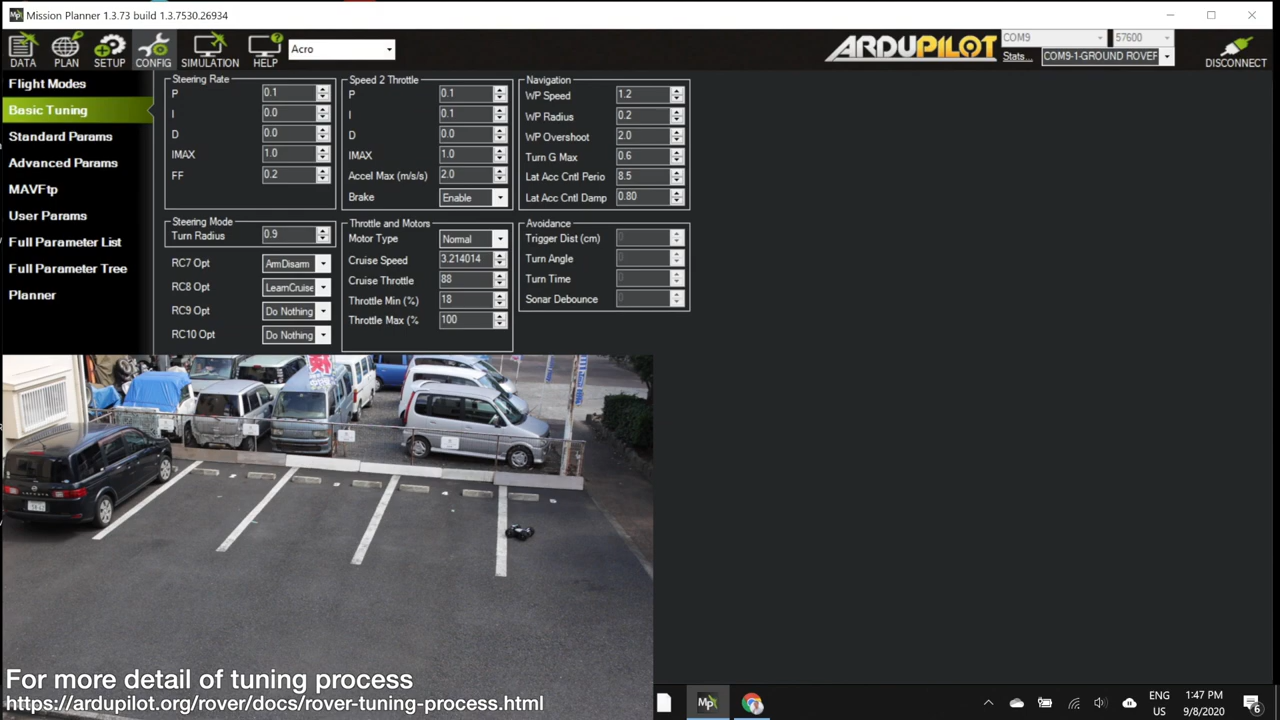 Mission Planner 1.3.73 build 1.3.7530.26934
DATA PLAN SETUP CONFIG SIMULATION HELP
Acro
ARDUPILOT
COM9 57600
Stats... COM9-1-GROUND ROVER
DISCONNECT
Flight Modes
Basic Tuning
Standard Params
Advanced Params
MAVFtp
User Params
Full Parameter List
Full Parameter Tree
Planner
Steering Rate
P 0.1
I 0.0
D 0.0
IMAX 1.0
FF 0.2
Speed 2 Throttle
P 0.1
I 0.1
D 0.0
IMAX 1.0
Accel Max (m/s/s) 2.0
Brake Enable
Navigation
WP Speed 1.2
WP Radius 0.2
WP Overshoot 2.0
Turn G Max 0.6
Lat Acc Cntl Perio 8.5
Lat Acc Cntl Damp 0.80
Steering Mode
Turn Radius 0.9
RC7 Opt ArmDisarm
RC8 Opt LearnCruise
RC9 Opt Do Nothing
RC10 Opt Do Nothing
Throttle and Motors
Motor Type Normal
Cruise Speed 3.214014
Cruise Throttle 88
Throttle Min (%) 18
Throttle Max (% 100
Avoidance
Trigger Dist (cm) 0
Turn Angle 0
Turn Time 0
Sonar Debounce 0
For more detail of tuning process
https://ardupilot.org/rover/docs/rover-tuning-process.html
ENG
US
1:47 PM
9/8/2020
6